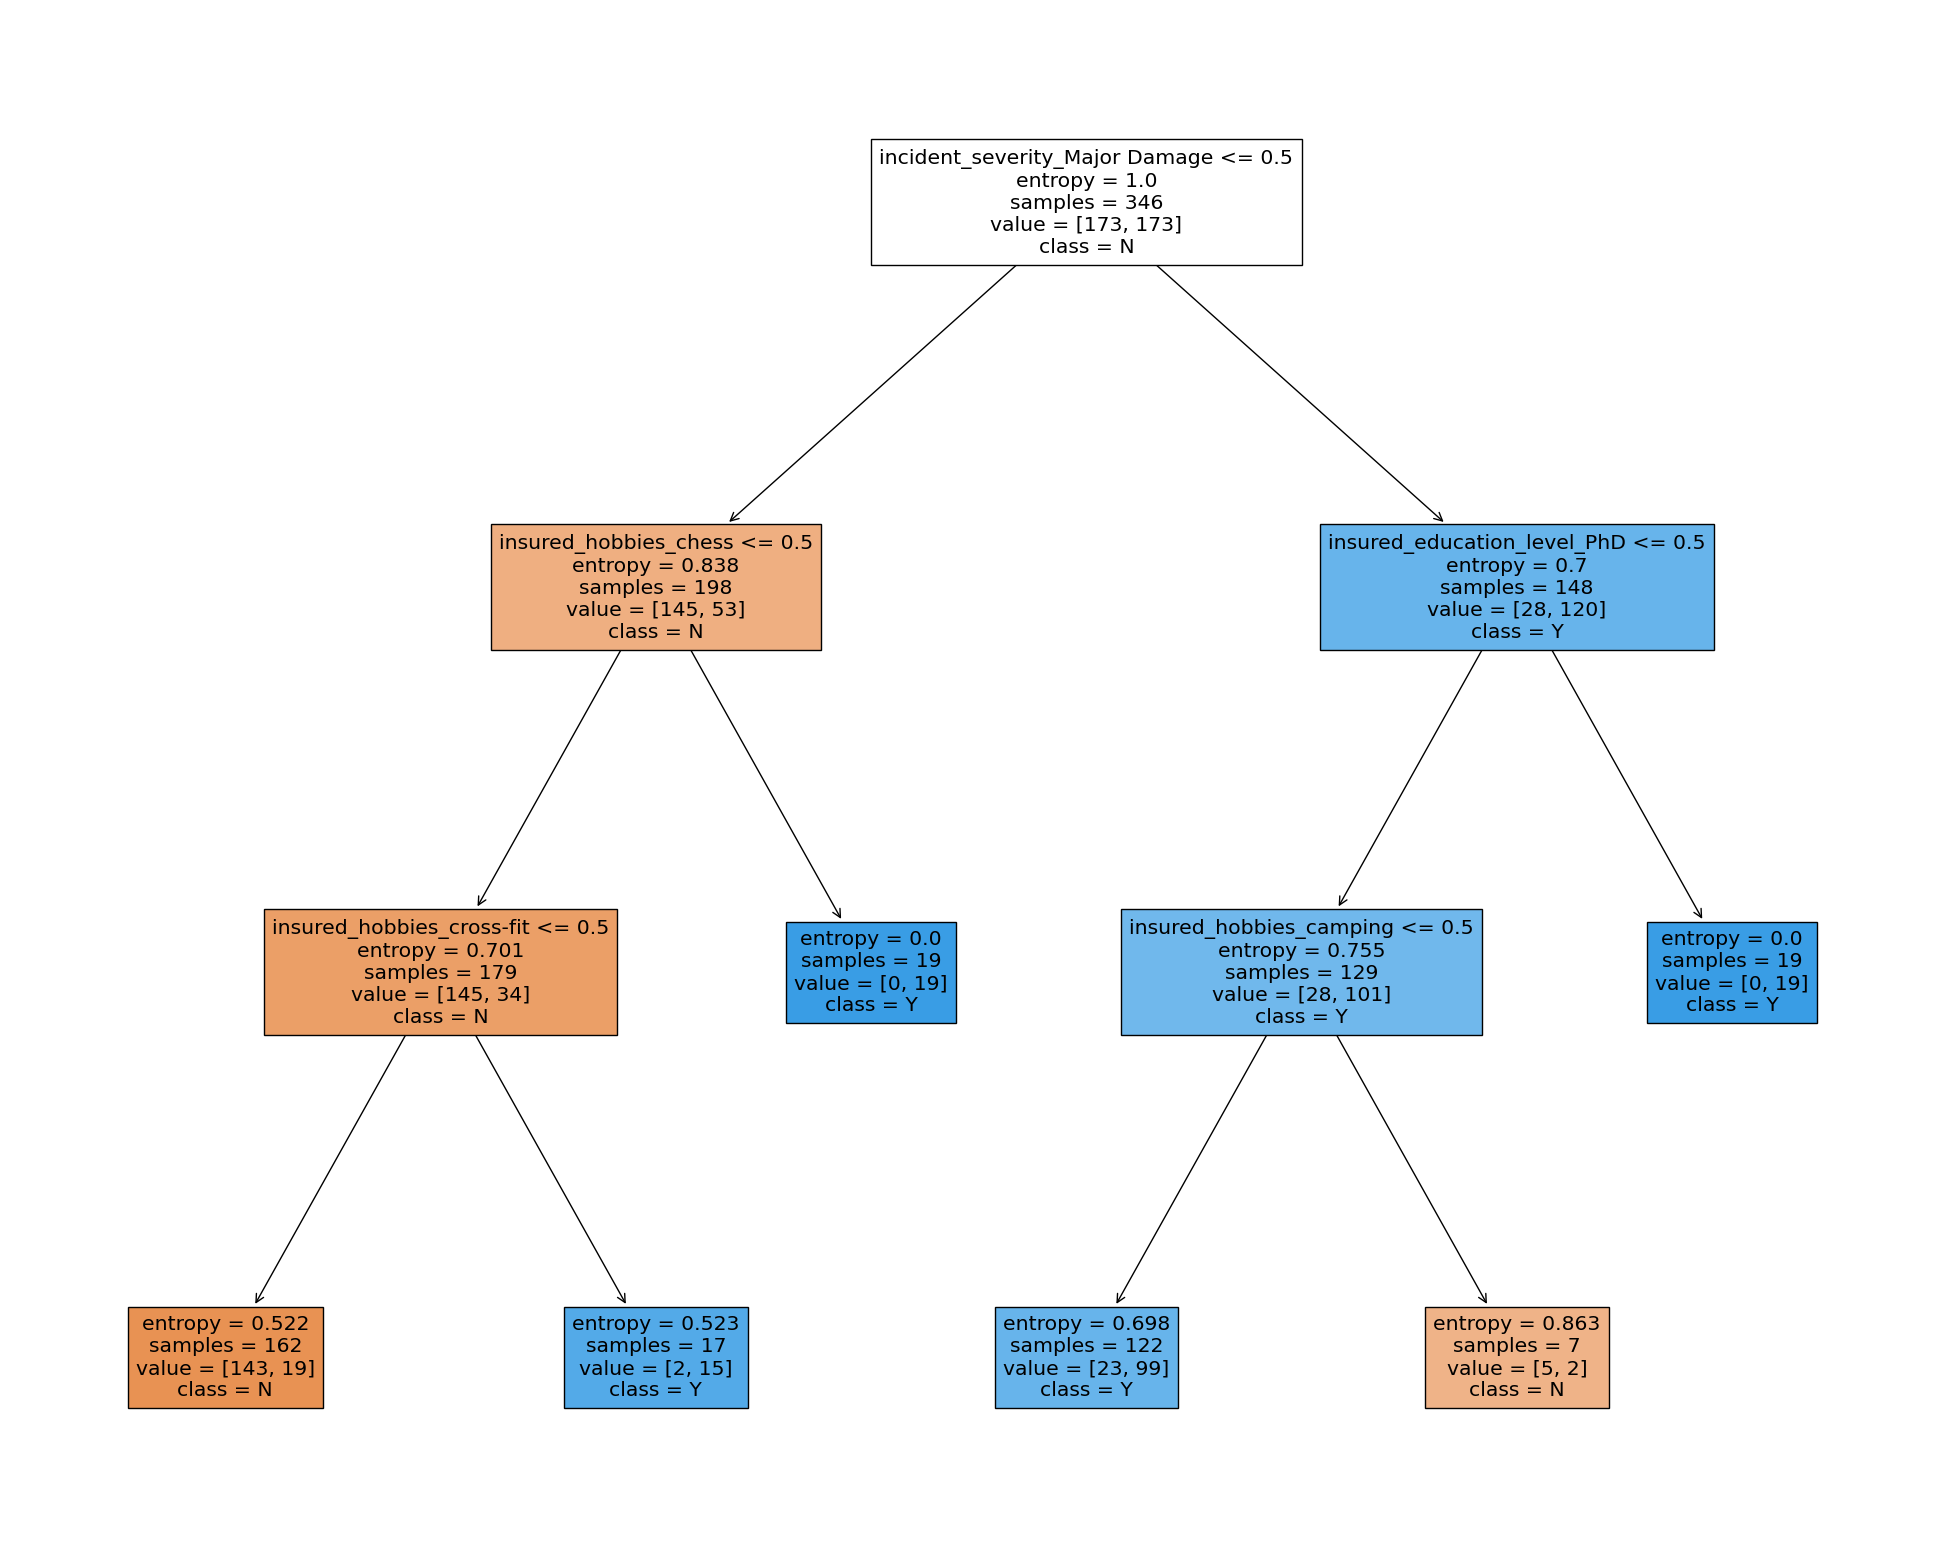 incident_severity_Major Damage <= 0.5
entropy = 1.0
samples = 346
value = [173, 173]
class = N
insured_hobbies_chess <= 0.5
entropy = 0.838
samples = 198
value = [145, 53]
class = N
insured_education_level_PhD <= 0.5
entropy = 0.7
samples = 148
value = [28, 120]
class = Y
insured_hobbies_cross-fit <= 0.5
entropy = 0.701
samples = 179
value = [145, 34]
class = N
entropy = 0.0
samples = 19
value = [0, 19]
class = Y
insured_hobbies_camping <= 0.5
entropy = 0.755
samples = 129
value = [28, 101]
class = Y
entropy = 0.0
samples = 19
value = [0, 19]
class = Y
entropy = 0.522
samples = 162
value = [143, 19]
class = N
entropy = 0.523
samples = 17
value = [2, 15]
class = Y
entropy = 0.698
samples = 122
value = [23, 99]
class = Y
entropy = 0.863
samples = 7
value = [5, 2]
class = N